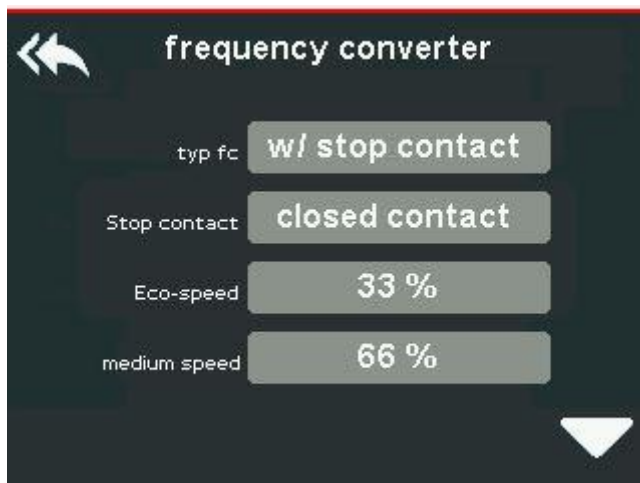 frequency converter
typ fc w/ stop contact
Stop contact closed contact
Eco-speed 33 %
medium speed 66 %